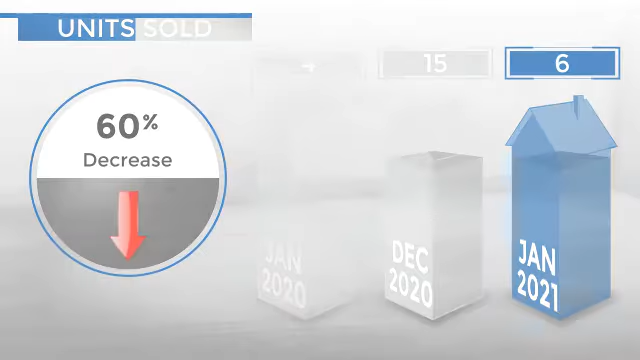 UNITS SOLD
15
6
60%
Decrease
JAN
2020
DEC
2020
JAN
2021